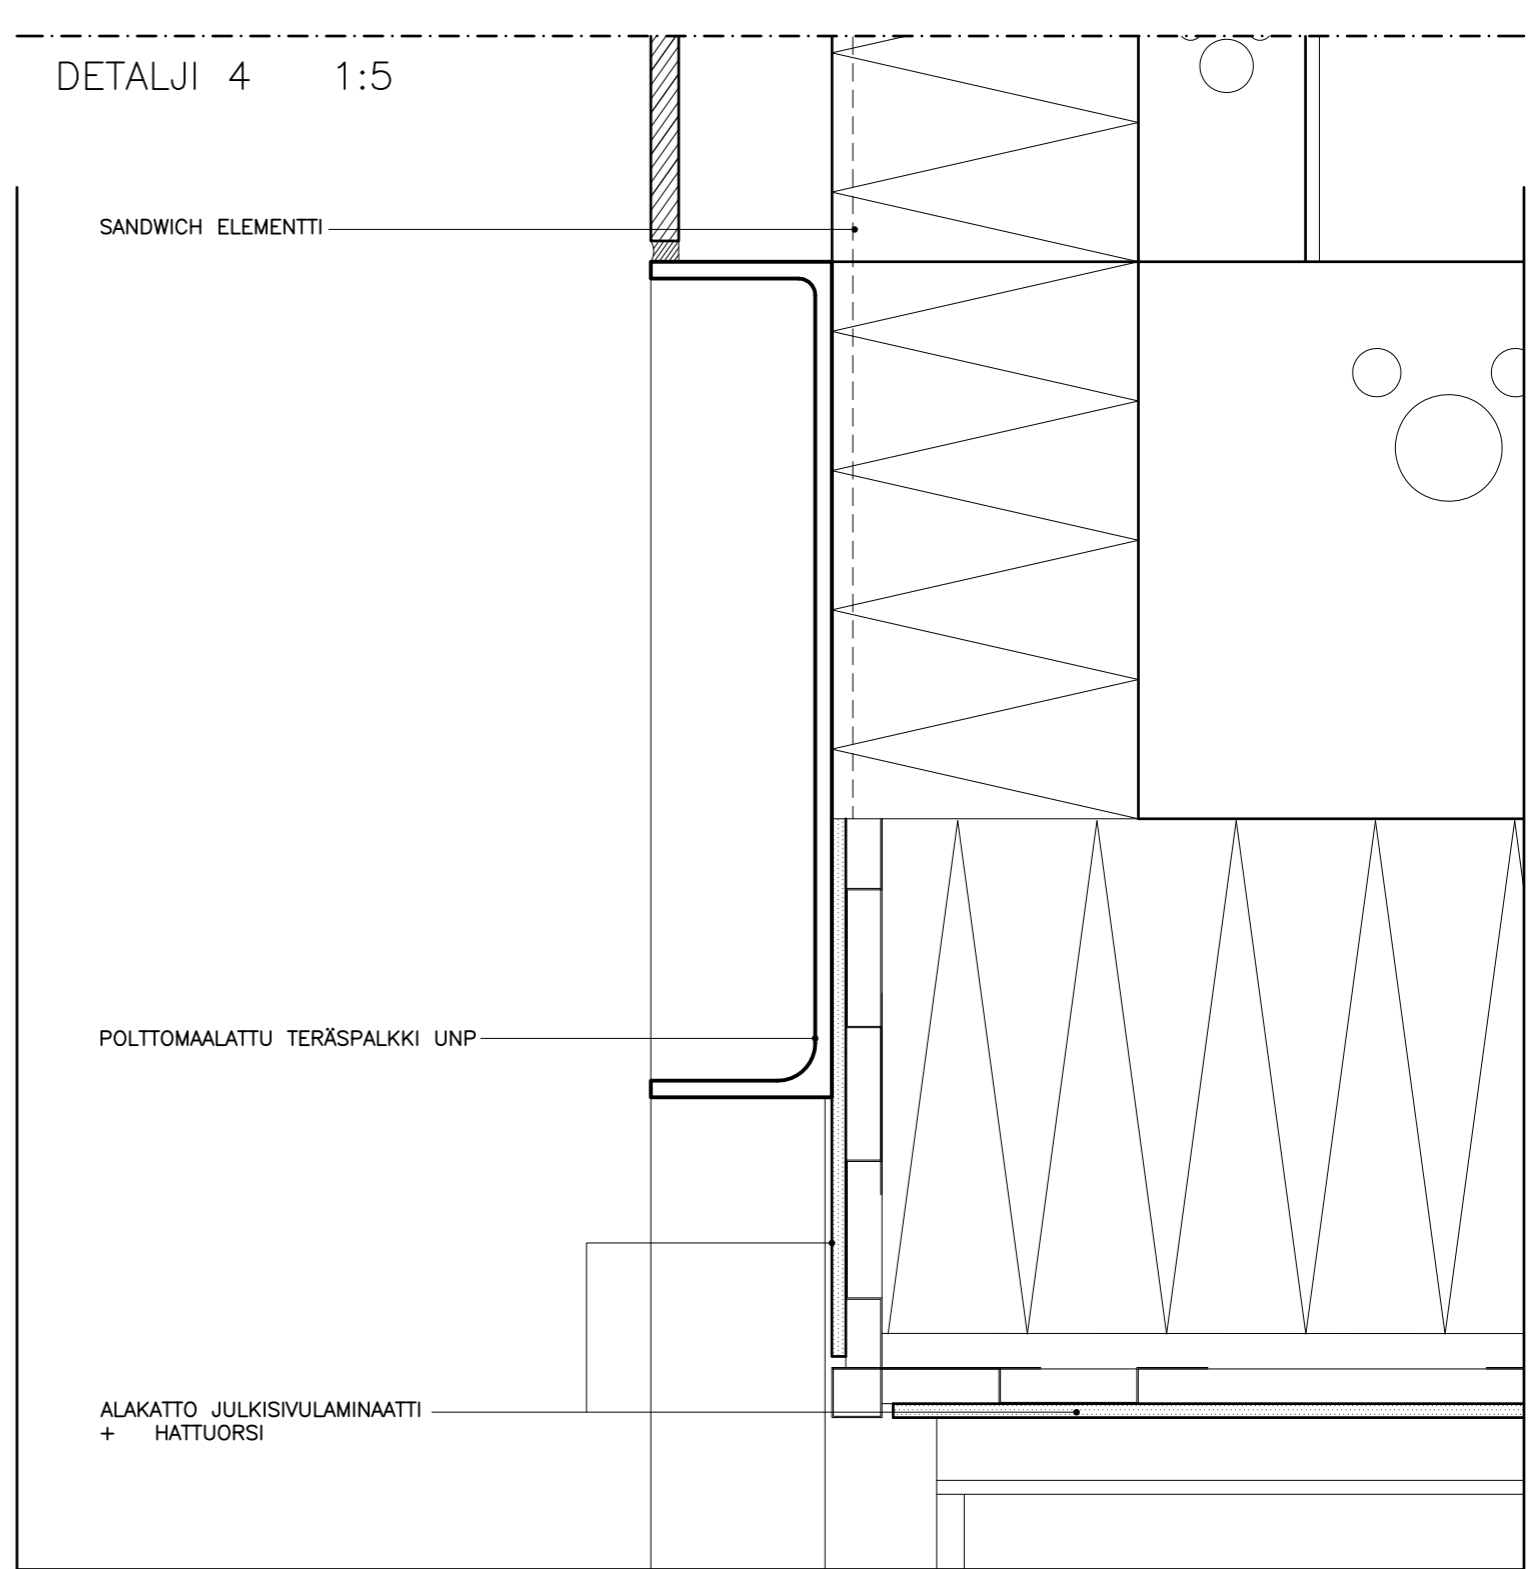 DETALJI 4 1:5
SANDWICH ELEMENTTI
POLTTOMAALATTU TERÄSPALKKI UNP
ALAKATTO JULKISIVULAMINAATTI
+ HATTUORSI